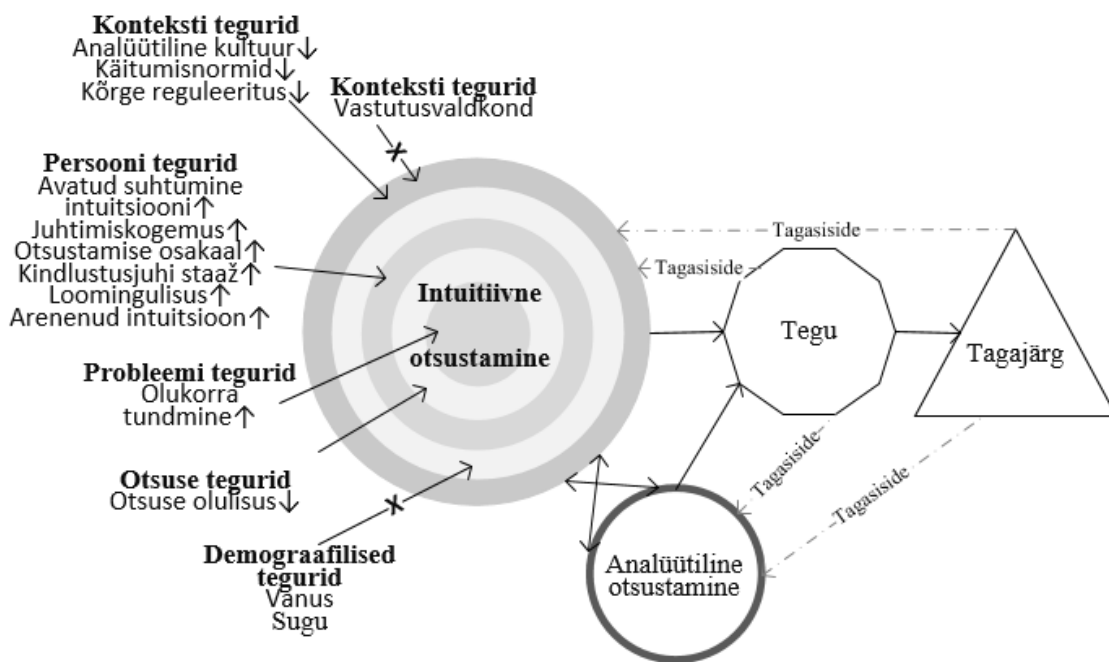 Konteksti tegurid
Analüütiline kultuur↓
Käitumisnormid↓
Kõrge reguleeritus↓
Konteksti tegurid
Vastutusvaldkond
Persooni tegurid
Avatud suhtumine
intuitsiooni↑
Juhtimiskogemus↑
Otsustamise osakaal↑
Kindlustusjuhi staaž↑
Loomingulisus↑
Arenenud intuitsioon↑
Probleemi tegurid
Olukorra
tundmine↑
Otsuse tegurid
Otsuse olulisus↓
Demograafilised
tegurid
Vanus
Sugu
Intuitiivne
otsustamine
Tagasiside
Tagasiside
Tegu
Tagajärg
Tagasiside
Tagasiside
Analüütiline
otsustamine